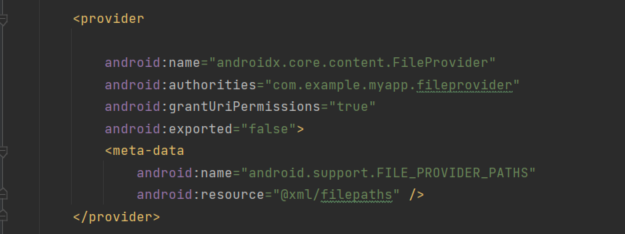 <provider
android:name="androidx.core.content.FileProvider"
android:authorities="com.example.myapp.fileprovider"
android:grantUriPermissions="true"
android:exported="false">
<meta-data
android:name="android.support.FILE_PROVIDER_PATHS"
android:resource="@xml/filepaths" />
</provider>